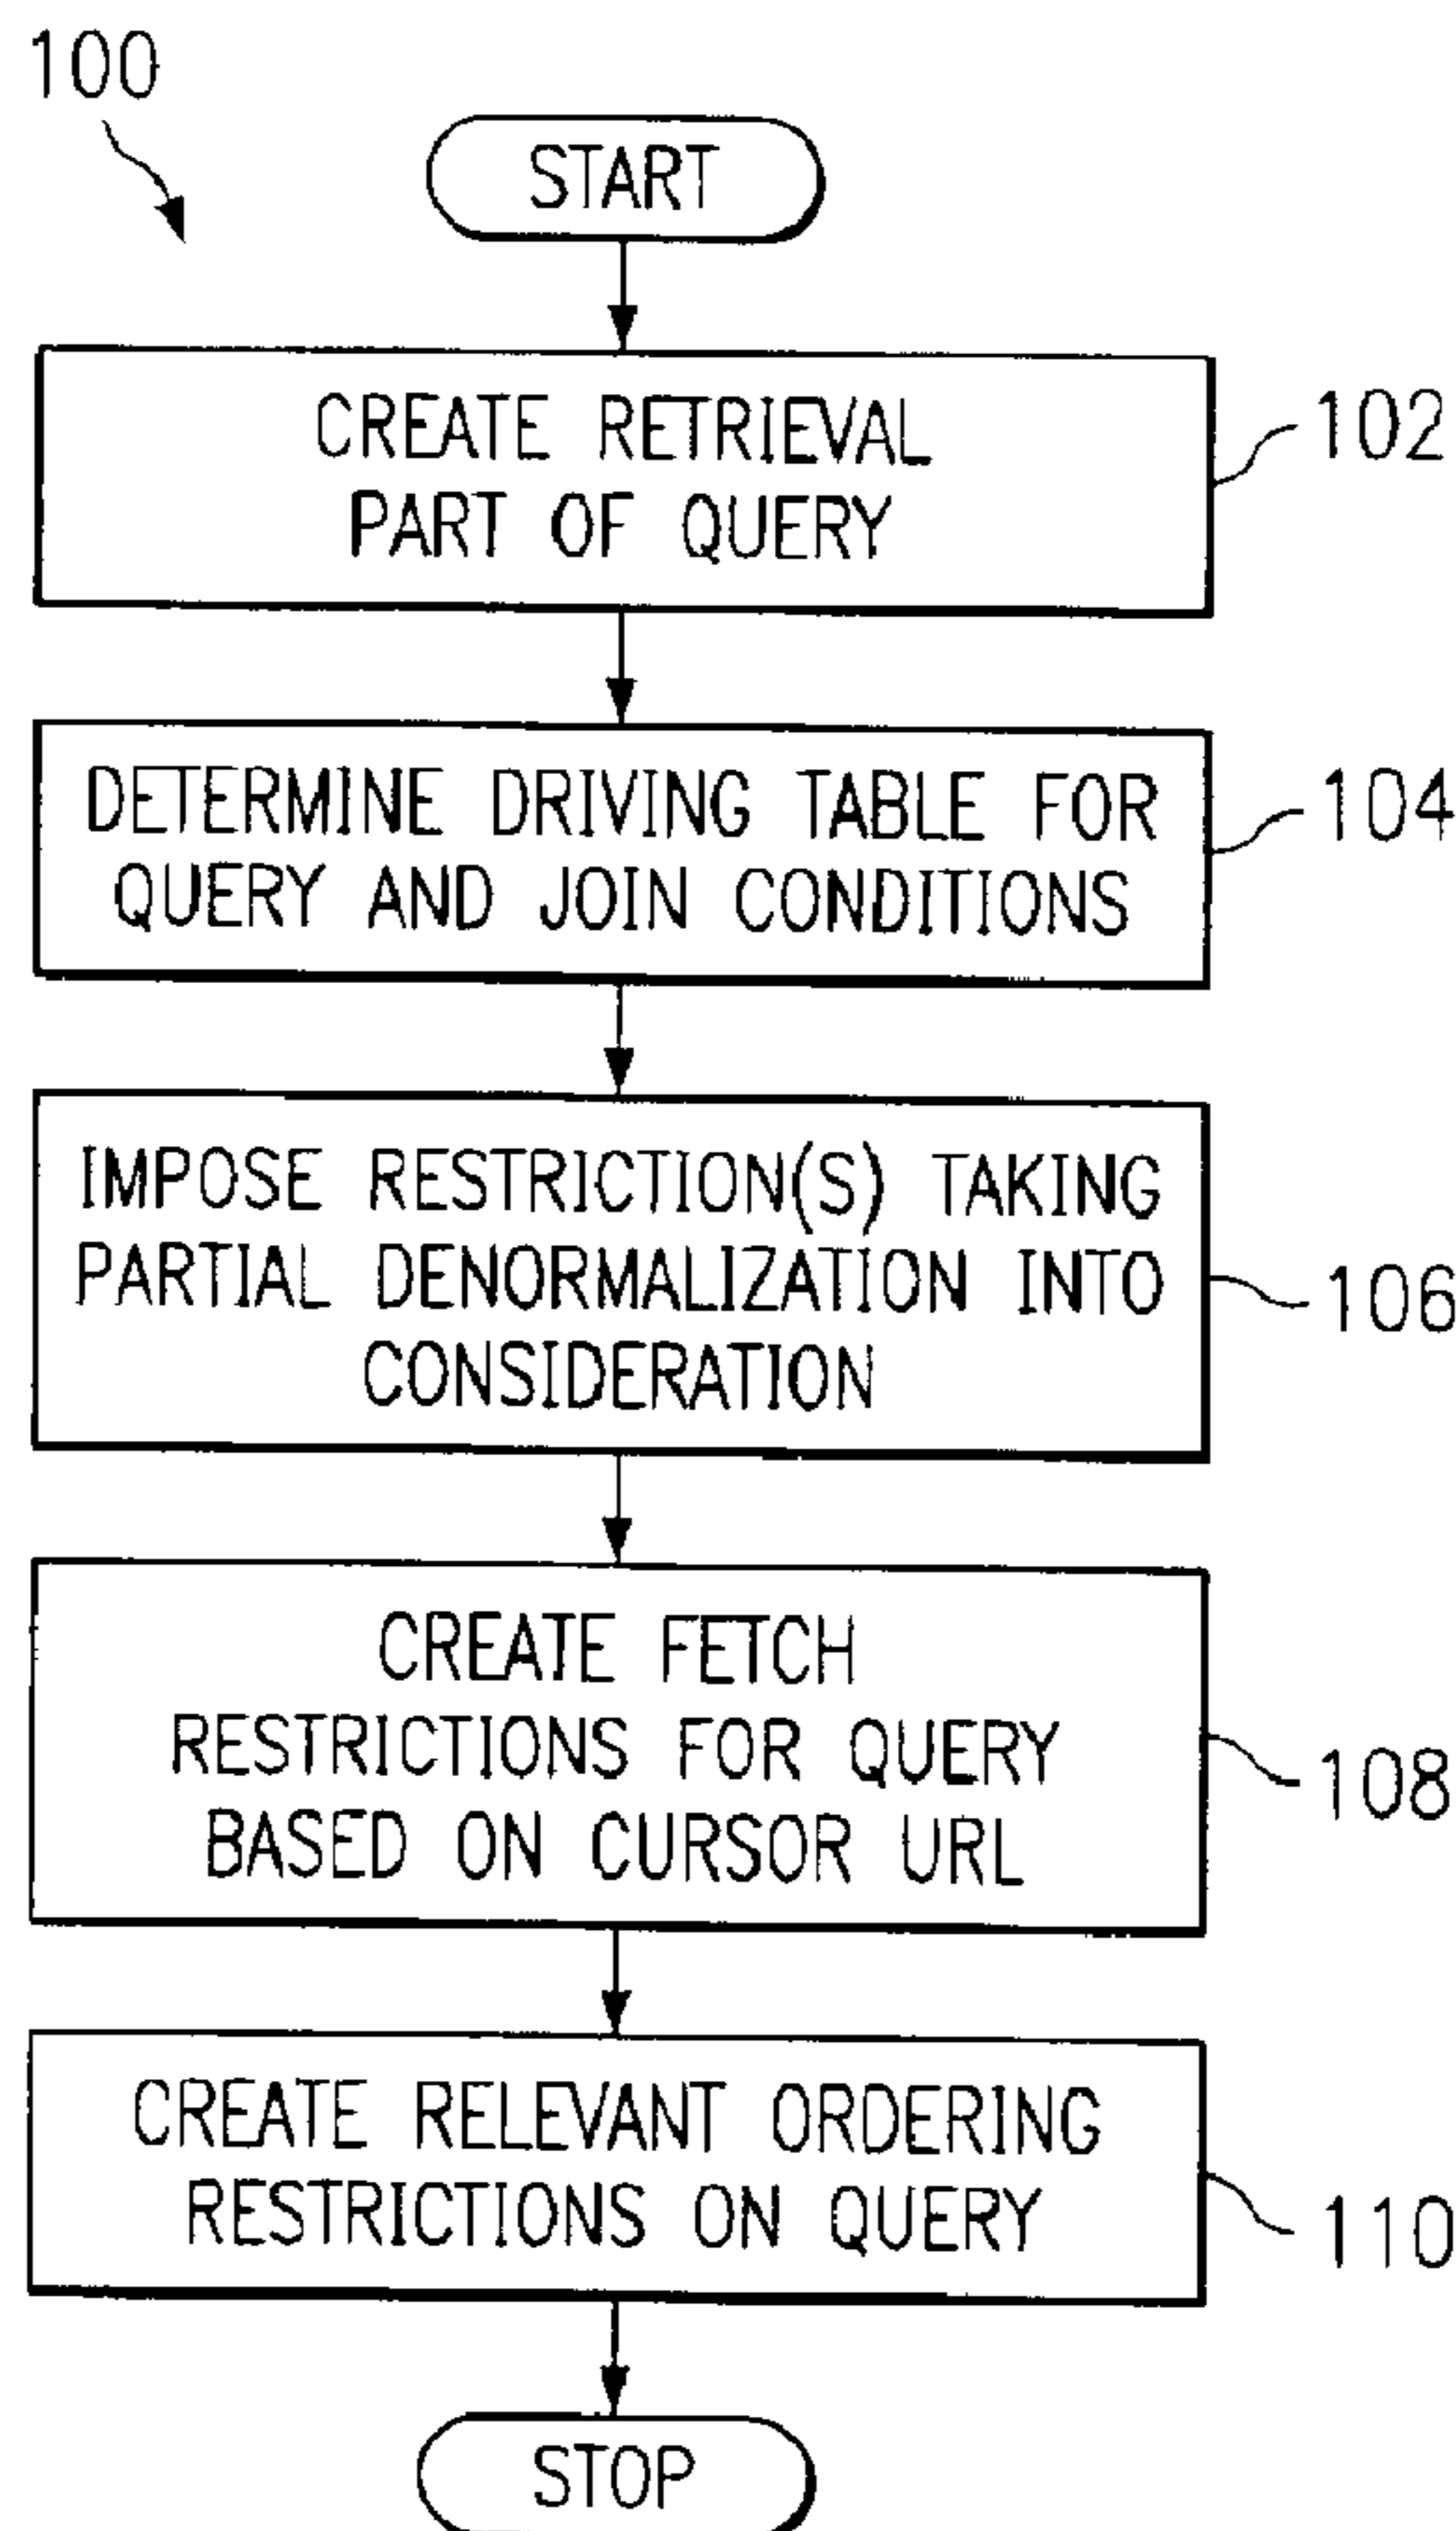 100
START
CREATE RETRIEVAL
PART OF QUERY
102
DETERMINE DRIVING TABLE FOR
QUERY AND JOIN CONDITIONS
104
IMPOSE RESTRICTION(S) TAKING
PARTIAL DENORMALIZATION INTO
CONSIDERATION
106
CREATE FETCH
RESTRICTIONS FOR QUERY
BASED ON CURSOR URL
108
CREATE RELEVANT ORDERING
RESTRICTIONS ON QUERY
110
STOP